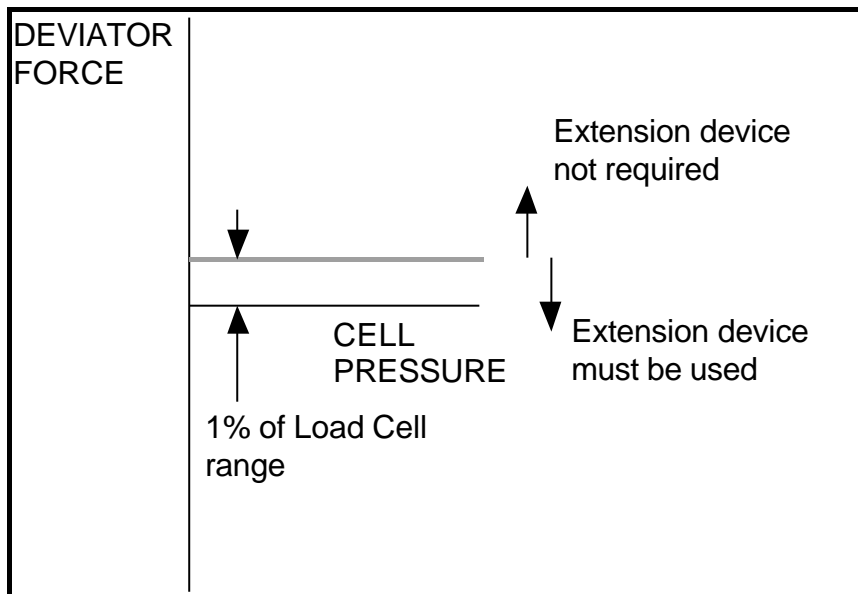 DEVIATOR
FORCE
Extension device
not required
Extension device
must be used
CELL
PRESSURE
1% of Load Cell
range